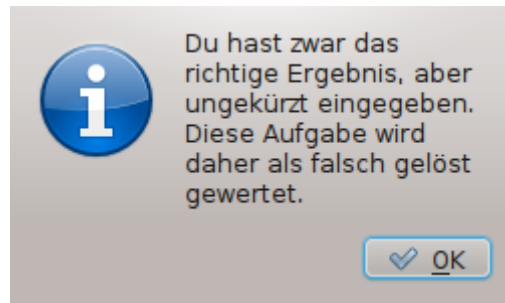 Du hast zwar das
richtige Ergebnis, aber
ungekürzt eingegeben.
Diese Aufgabe wird
daher als falsch gelöst
gewertet.
OK